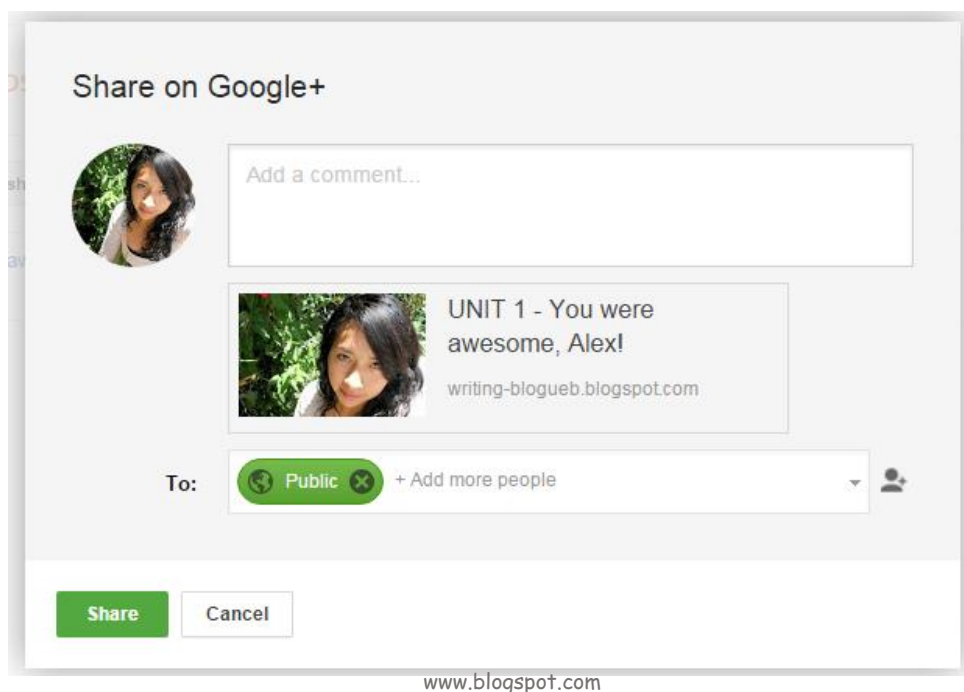 Share on Google+
Add a comment...
UNIT 1 - You were
awesome, Alex!
writing-blogueb.blogspot.com
To:
Public
+ Add more people
Share
Cancel
www.blogspot.com